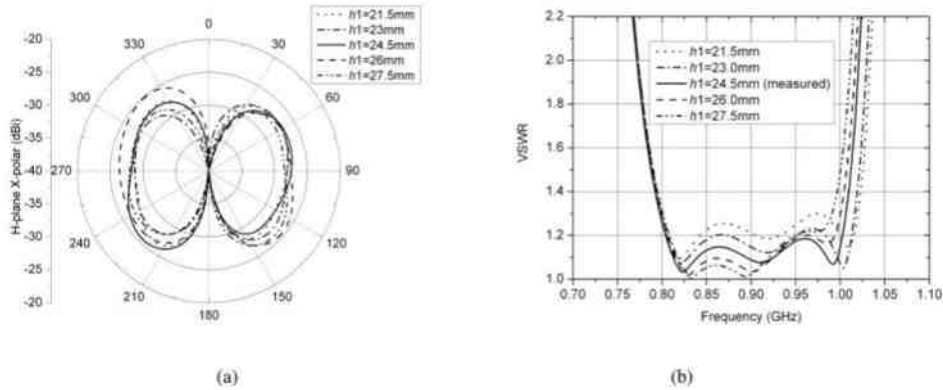 -20
-25
-30
-35
-40
-35
-30
-25
-20
H-plane X-polar (dBi)
0
30
60
90
120
150
180
210
240
270
300
330
h1=21.5mm
h1=23mm
h1=24.5mm
h1=26mm
h1=27.5mm
(a)
2.2
2.0
1.8
1.6
1.4
1.2
1.0
VSWR
h1=21.5mm
h1=23.0mm
h1=24.5mm (measured)
h1=26.0mm
h1=27.5mm
0.70 0.75 0.80 0.85 0.90 0.95 1.00 1.05 1.10
Frequency (GHz)
(b)